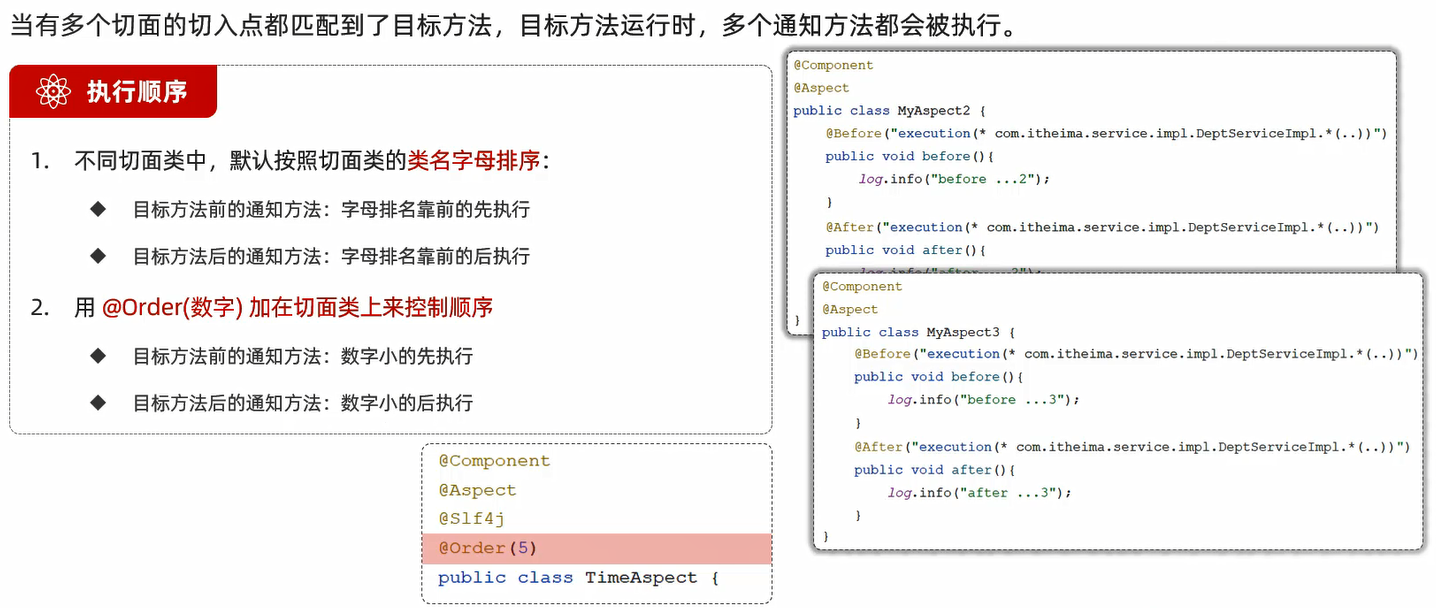 当有多个切面的切入点都匹配到了目标方法，目标方法运行时，多个通知方法都会被执行。
执行顺序
1. 不同切面类中，默认按照切面类的类名字母排序：
◆ 目标方法前的通知方法：字母排名靠前的先执行
◆ 目标方法后的通知方法：字母排名靠前的后执行
2. 用 @Order(数字) 加在切面类上来控制顺序
◆ 目标方法前的通知方法：数字小的先执行
◆ 目标方法后的通知方法：数字小的后执行
@Component
@Aspect
@Slf4j
@Order(5)
public class TimeAspect {
@Component
@Aspect
public class MyAspect2 {
@Before("execution(* com.itheima.service.impl.DeptServiceImpl.*(..))")
public void before(){
log.info("before ...2");
}
@After("execution(* com.itheima.service.impl.DeptServiceImpl.*(..))")
public void after(){
log.info("after ...2");
}
@Component
@Aspect
public class MyAspect3 {
@Before("execution(* com.itheima.service.impl.DeptServiceImpl.*(..))")
public void before(){
log.info("before ...3");
}
@After("execution(* com.itheima.service.impl.DeptServiceImpl.*(..))")
public void after(){
log.info("after ...3");
}
}